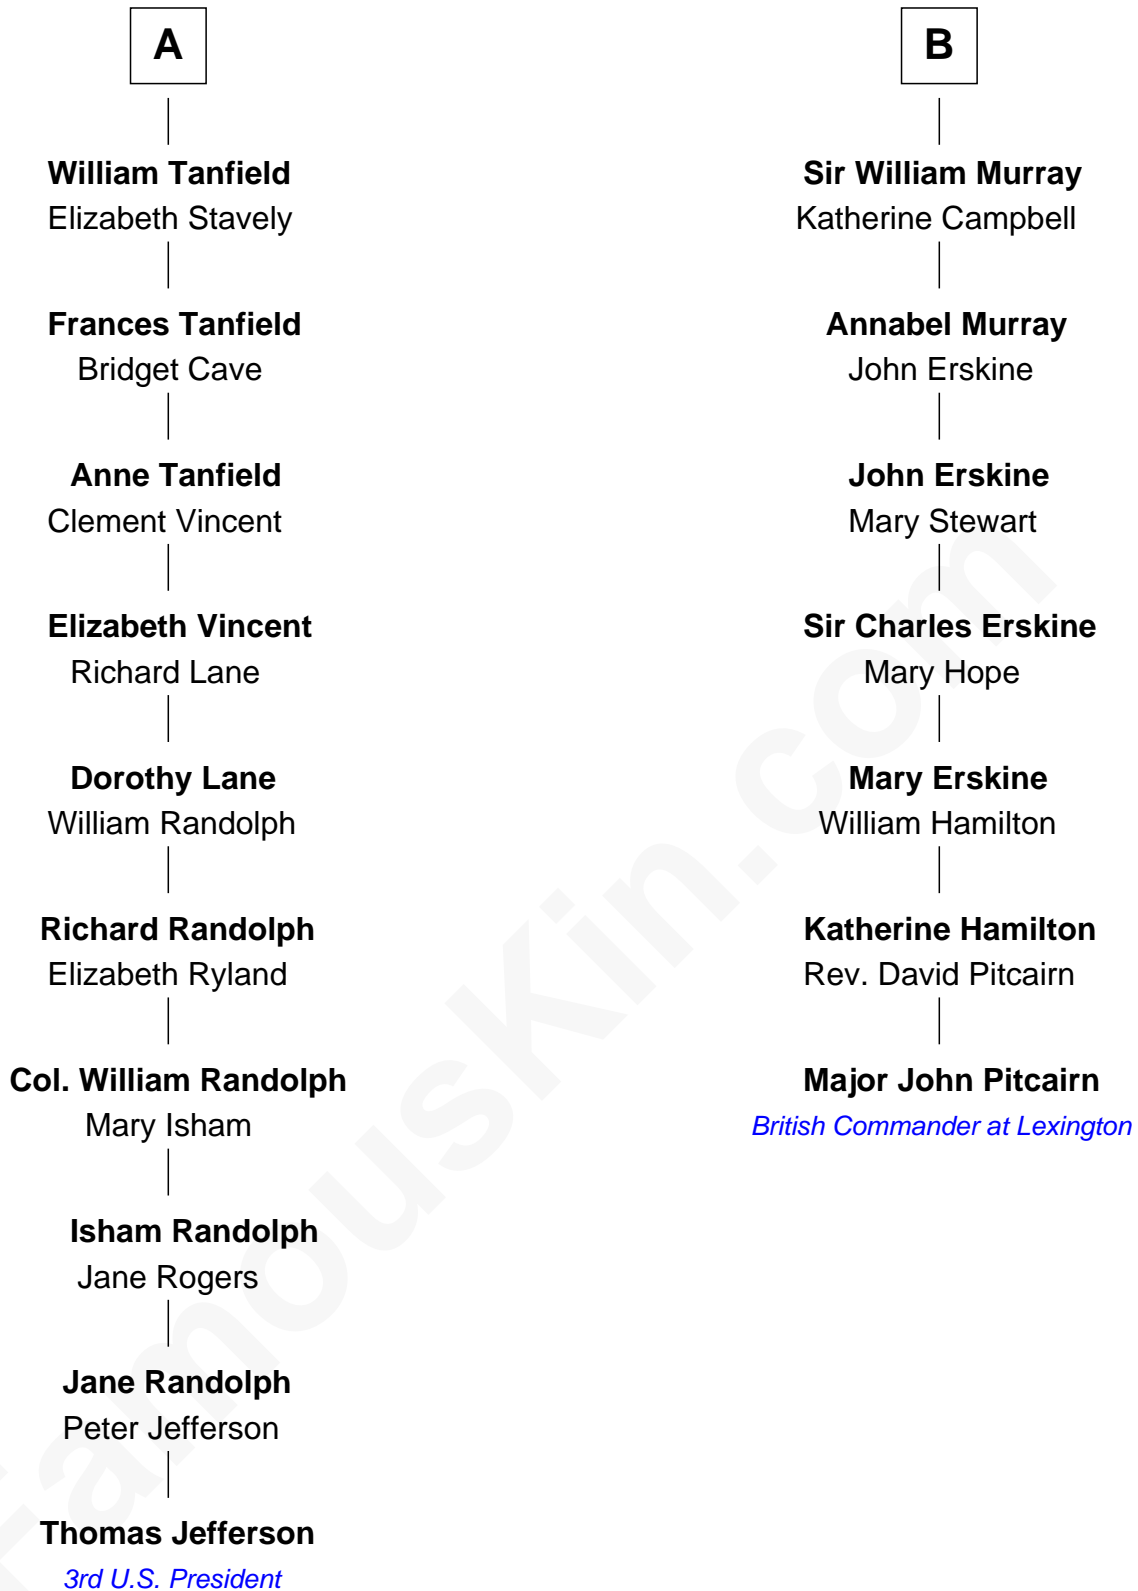 A
William Tanfield
Elizabeth Stavely
Frances Tanfield
Bridget Cave
Anne Tanfield
Clement Vincent
Elizabeth Vincent
Richard Lane
Dorothy Lane
William Randolph
Richard Randolph
Elizabeth Ryland
Col. William Randolph
Mary Isham
Isham Randolph
Jane Rogers
Jane Randolph
Peter Jefferson
Thomas Jefferson
3rd U.S. President
B
Sir William Murray
Katherine Campbell
Annabel Murray
John Erskine
John Erskine
Mary Stewart
Sir Charles Erskine
Mary Hope
Mary Erskine
William Hamilton
Katherine Hamilton
Rev. David Pitcairn
Major John Pitcairn
British Commander at Lexington
FamousKin.com